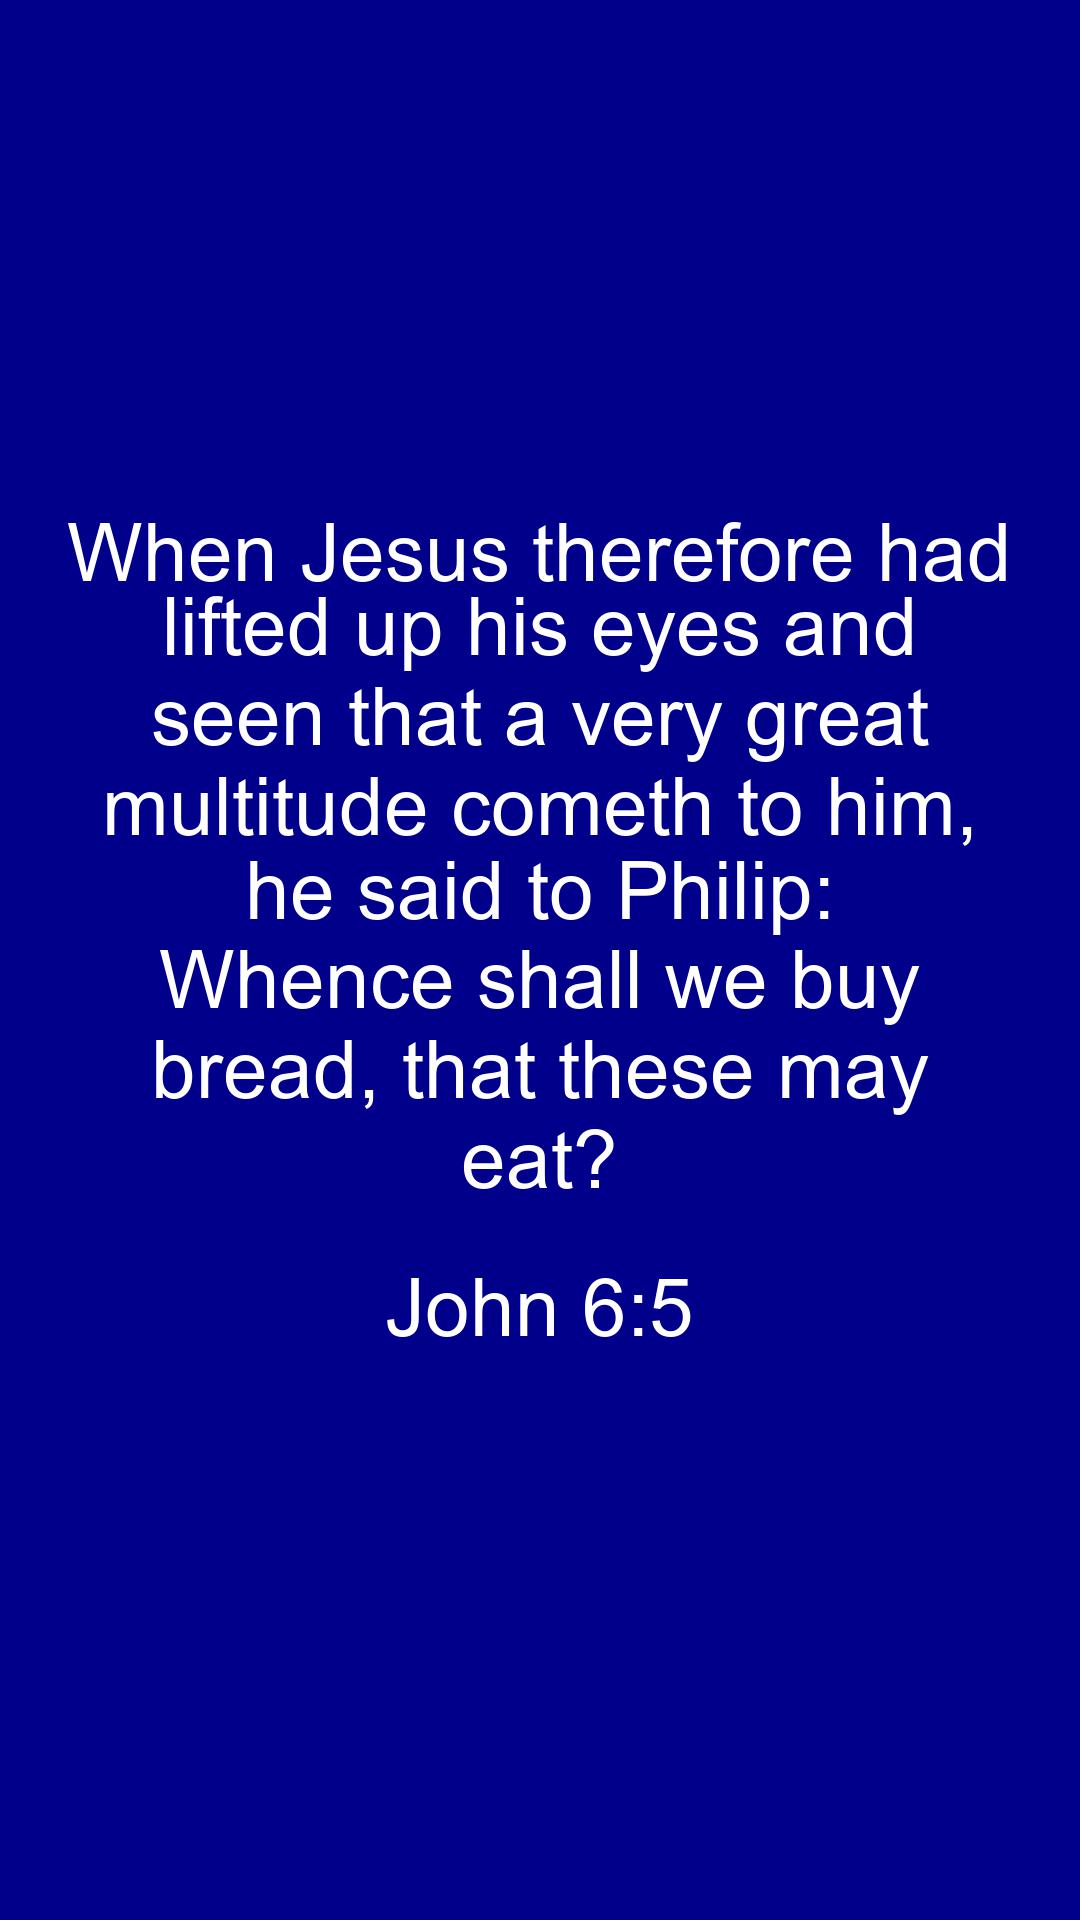 When Jesus therefore had
lifted up his eyes and
seen that a very great
multitude cometh to him,
he said to Philip:
Whence shall we buy
bread, that these may
eat?
John 6:5